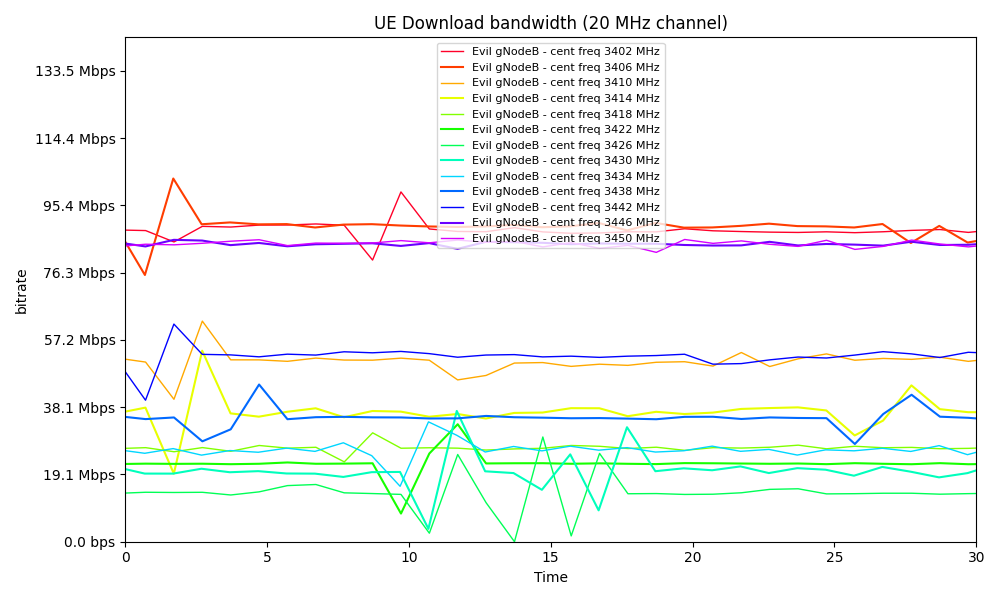 UE Download bandwidth (20 MHz channel)
Evil gNodeB - cent freq 3402 MHz
Evil gNodeB - cent freq 3406 MHz
Evil gNodeB - cent freq 3410 MHz
Evil gNodeB - cent freq 3414 MHz
Evil gNodeB - cent freq 3418 MHz
Evil gNodeB - cent freq 3422 MHz
Evil gNodeB - cent freq 3426 MHz
Evil gNodeB - cent freq 3430 MHz
Evil gNodeB - cent freq 3434 MHz
Evil gNodeB - cent freq 3438 MHz
Evil gNodeB - cent freq 3442 MHz
Evil gNodeB - cent freq 3446 MHz
Evil gNodeB - cent freq 3450 MHz
133.5 Mbps
114.4 Mbps
95.4 Mbps
76.3 Mbps
57.2 Mbps
38.1 Mbps
19.1 Mbps
0.0 bps
bitrate
0 5 10 15 20 25 30
Time